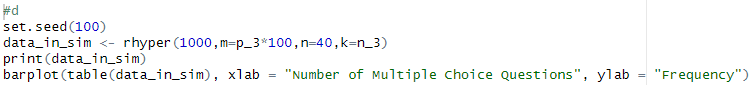 #d
set.seed(100)
data_in_sim <- rhyper(1000,m=p_3*100,n=40,k=n_3)
print(data_in_sim)
barplot(table(data_in_sim), xlab = "Number of Multiple Choice Questions", ylab = "Frequency")